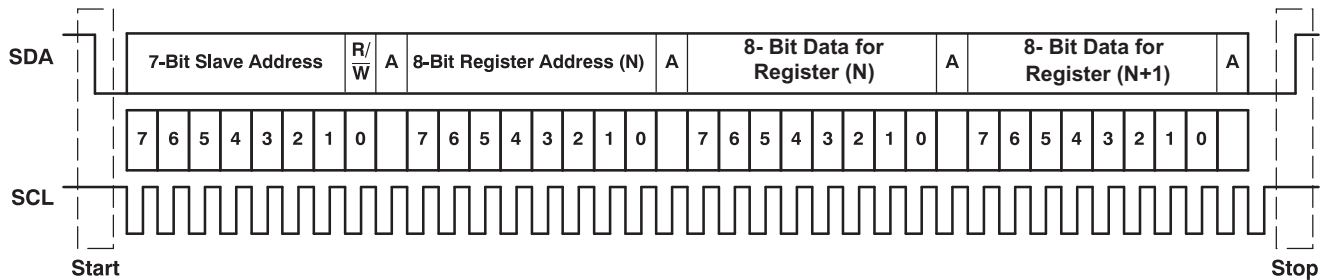 SDA
7-Bit Slave Address
R/
W
A
8-Bit Register Address (N)
A
8- Bit Data for
Register (N)
A
8- Bit Data for
Register (N+1)
A
7 6 5 4 3 2 1 0 7 6 5 4 3 2 1 0 7 6 5 4 3 2 1 0 7 6 5 4 3 2 1 0
SCL
Start
Stop